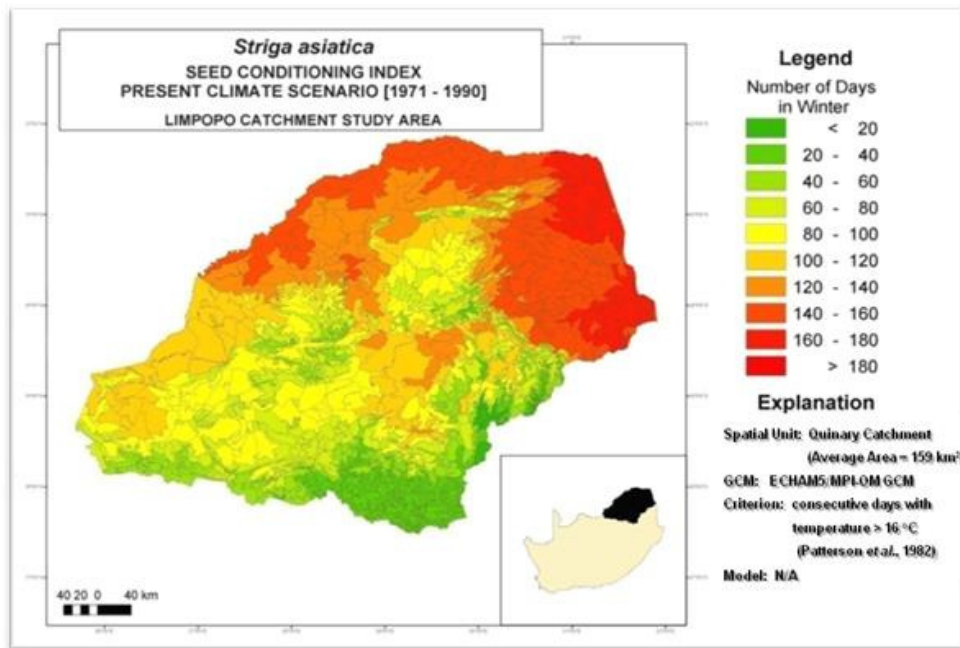 Striga asiatica
SEED CONDITIONING INDEX
PRESENT CLIMATE SCENARIO [1971 - 1990]
LIMPOPO CATCHMENT STUDY AREA
Legend
Number of Days
in Winter
< 20
20 - 40
40 - 60
60 - 80
80 - 100
100 - 120
120 - 140
140 - 160
160 - 180
> 180
Explanation
Spatial Unit: Quinary Catchment
(Average Area = 159 km²
GCM: ECHAM5/MPI-OM GCM
Criterion: consecutive days with
temperature > 16 °C
(Patterson et al., 1982)
Model: N/A
40 20 0 40 km